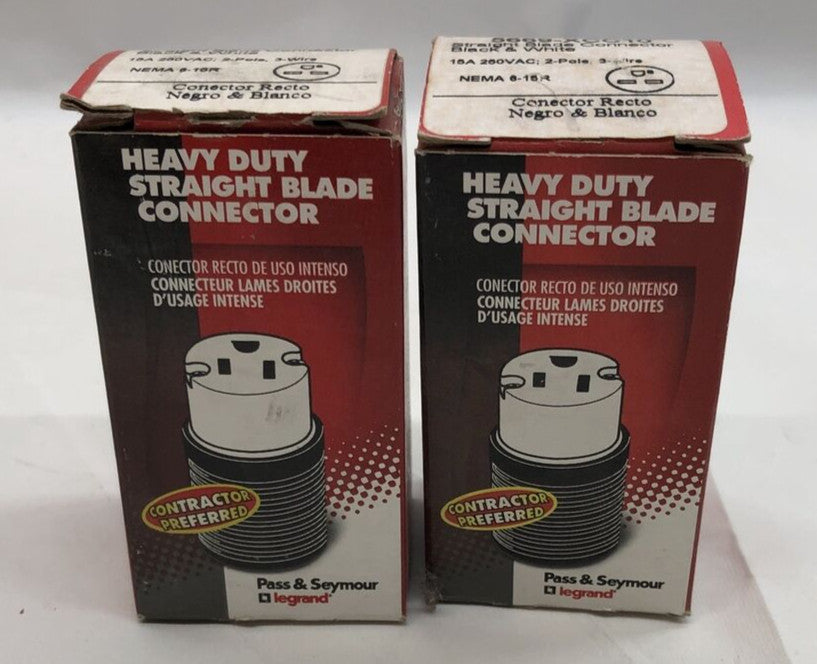 Black & White
15A 250VAC; 2-Pole, 3-Wire
NEMA 6-15R
Conector Recto
Negro & Blanco
HEAVY DUTY
STRAIGHT BLADE
CONNECTOR
CONECTOR RECTO DE USO INTENSO
CONNECTEUR LAMES DROITES
D'USAGE INTENSE
CONTRACTOR
PREFERRED
Pass & Seymour
legrand
Straight Blade Connector
Black & White
15A 250VAC; 2-Pole, 3-Wire
NEMA 6-15R
Conector Recto
Negro & Blanco
HEAVY DUTY
STRAIGHT BLADE
CONNECTOR
CONECTOR RECTO DE USO INTENSO
CONNECTEUR LAMES DROITES
D'USAGE INTENSE
CONTRACTOR
PREFERRED
Pass & Seymour
legrand